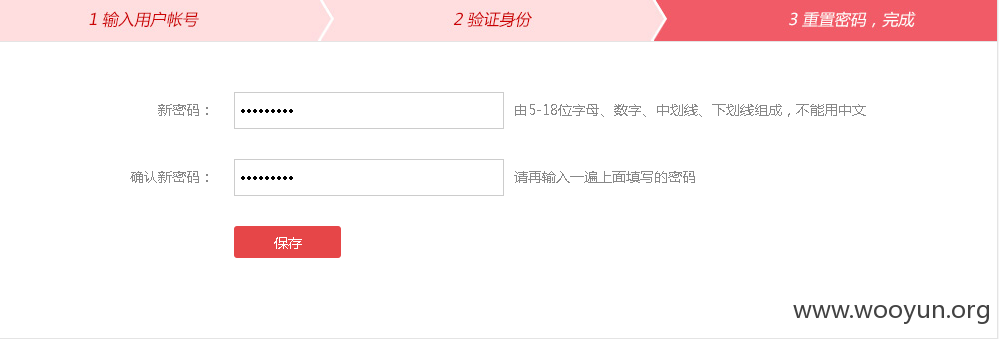 1 输入用户帐号
2 验证身份
3 重置密码，完成
新密码： ••••••••• 由5-18位字母、数字、中划线、下划线组成，不能用中文
确认新密码： ••••••••• 请再输入一遍上面填写的密码
保存
www.wooyun.org